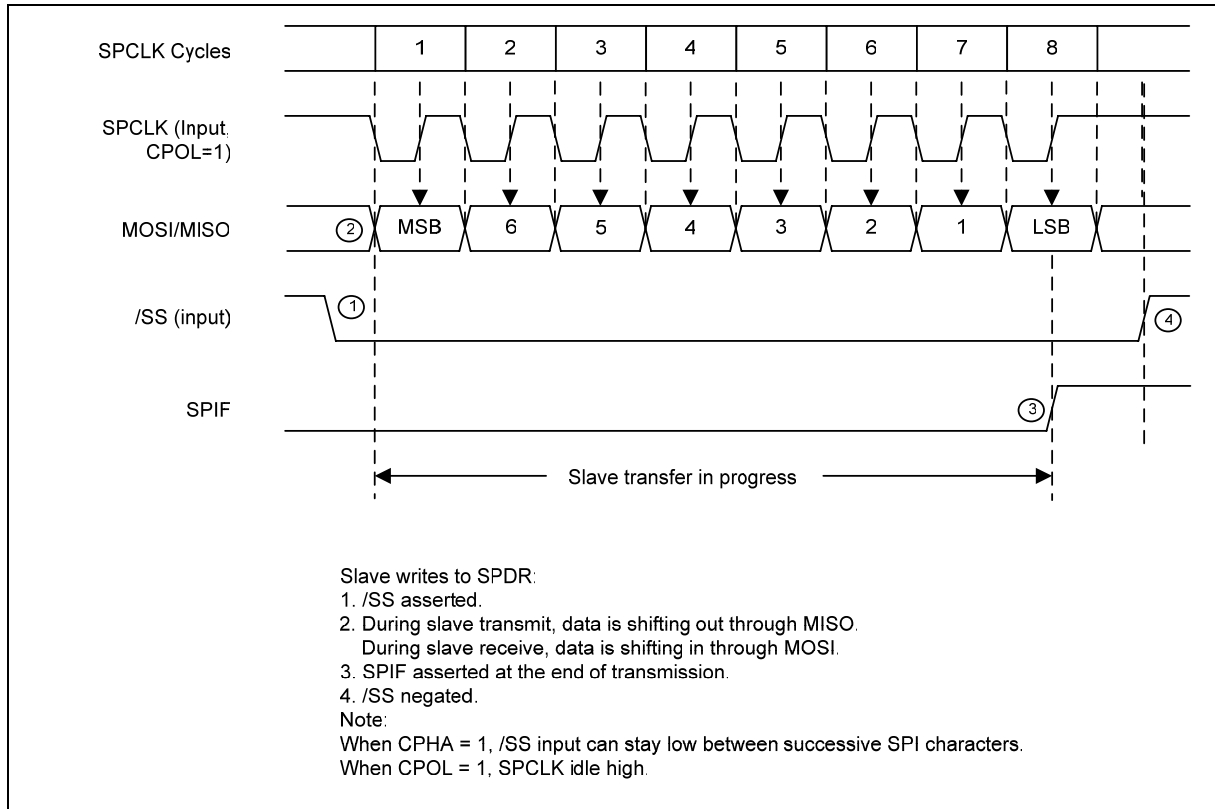 SPCLK Cycles
1 2 3 4 5 6 7 8
SPCLK (Input,
CPOL=1)
MOSI/MISO
2 MSB 6 5 4 3 2 1 LSB
/SS (input)
1
4
SPIF
3
Slave transfer in progress
Slave writes to SPDR:
1. /SS asserted.
2. During slave transmit, data is shifting out through MISO.
During slave receive, data is shifting in through MOSI.
3. SPIF asserted at the end of transmission.
4. /SS negated.
Note:
When CPHA = 1, /SS input can stay low between successive SPI characters.
When CPOL = 1, SPCLK idle high.